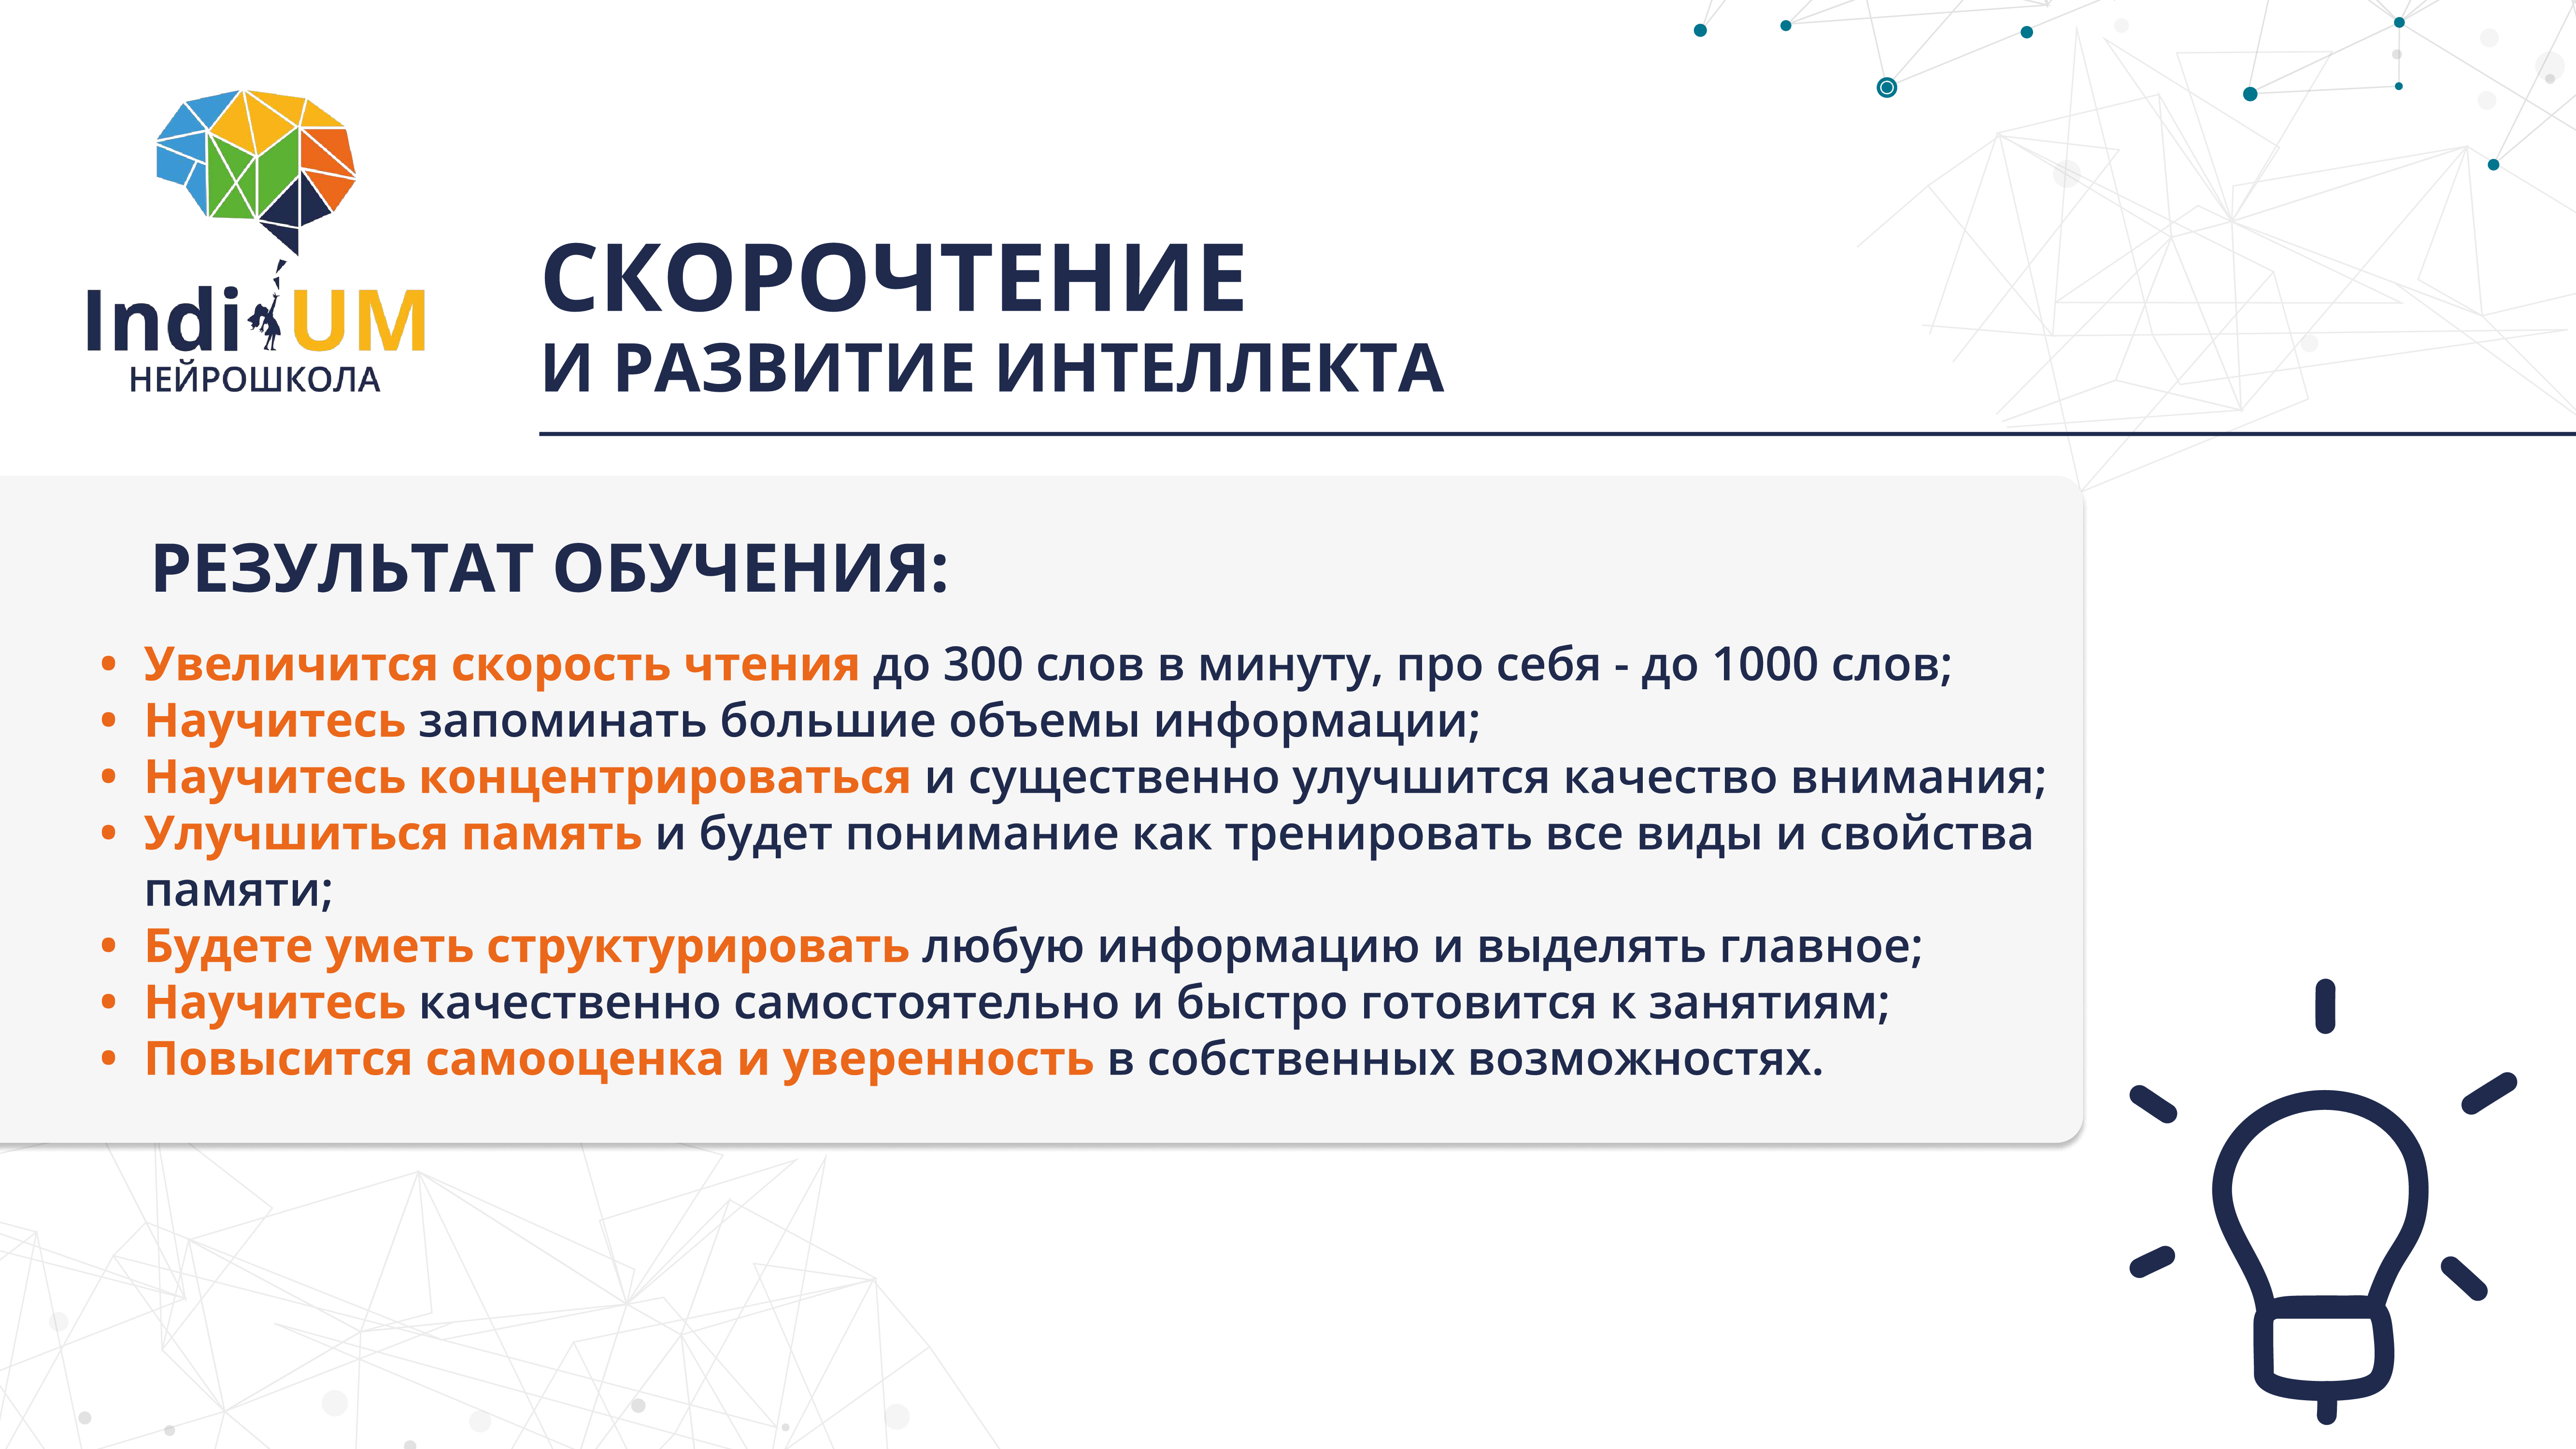 Indi UM
НЕЙРОШКОЛА
СКОРОЧТЕНИЕ
И РАЗВИТИЕ ИНТЕЛЛЕКТА
РЕЗУЛЬТАТ ОБУЧЕНИЯ:
• Увеличится скорость чтения до 300 слов в минуту, про себя - до 1000 слов;
• Научитесь запоминать большие объемы информации;
• Научитесь концентрироваться и существенно улучшится качество внимания;
• Улучшиться память и будет понимание как тренировать все виды и свойства
памяти;
• Будете уметь структурировать любую информацию и выделять главное;
• Научитесь качественно самостоятельно и быстро готовится к занятиям;
• Повысится самооценка и уверенность в собственных возможностях.